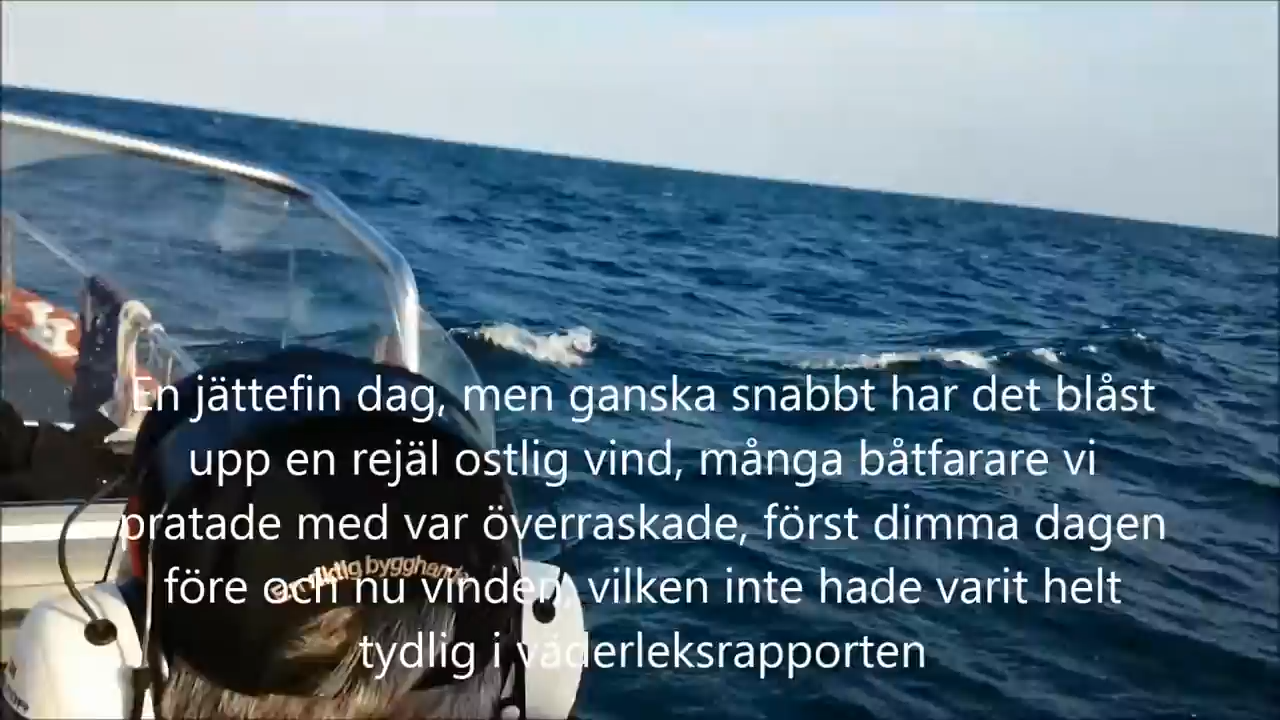 En jättefin dag, men ganska snabbt har det blåst
upp en rejäl ostlig vind, många båtfarare vi
pratade med var överraskade, först dimma dagen
före och nu vinden, vilken inte hade varit helt
tydlig i väderleksrapporten
bygghandel